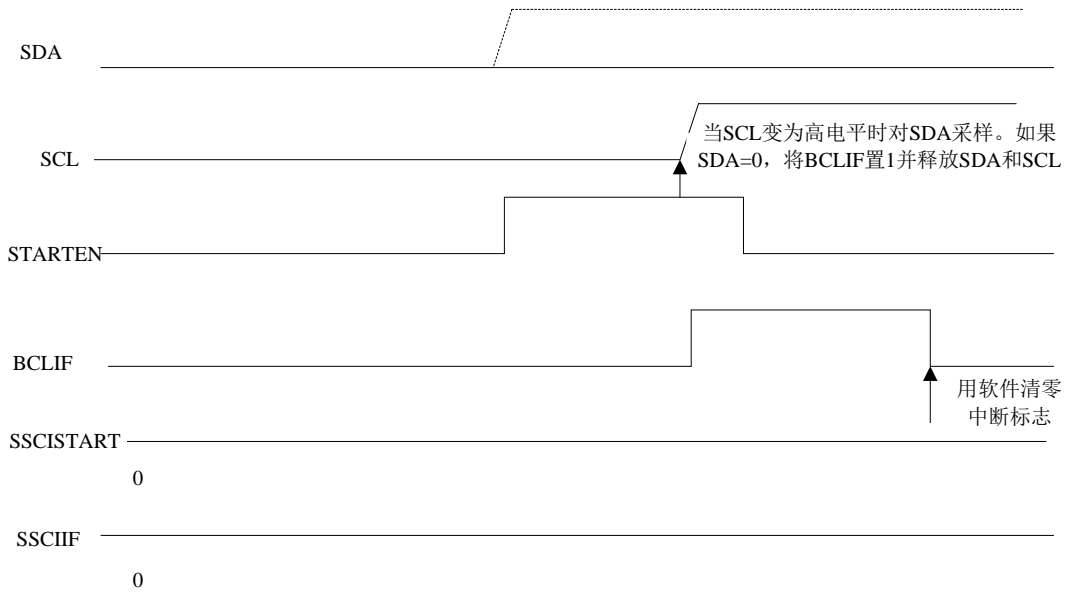 SDA
SCL
当SCL变为高电平时对SDA采样。如果
SDA=0，将BCLIF置1并释放SDA和SCL
STARTEN
BCLIF
用软件清零
中断标志
SSCISTART
0
SSCIIF
0